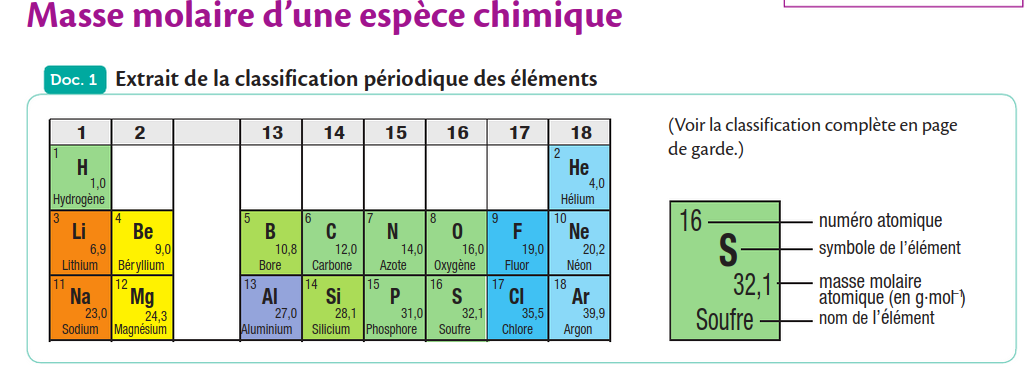 Masse molaire d'une espèce chimique
Doc. 1 Extrait de la classification périodique des éléments
1 2 13 14 15 16 17 18
1 H 1,0 Hydrogène
2 He 4,0 Hélium
3 Li 6,9 Lithium
4 Be 9,0 Béryllium
5 B 10,8 Bore
6 C 12,0 Carbone
7 N 14,0 Azote
8 O 16,0 Oxygène
9 F 19,0 Fluor
10 Ne 20,2 Néon
11 Na 23,0 Sodium
12 Mg 24,3 Magnésium
13 Al 27,0 Aluminium
14 Si 28,1 Silicium
15 P 31,0 Phosphore
16 S 32,1 Soufre
17 Cl 35,5 Chlore
18 Ar 39,9 Argon
(Voir la classification complète en page
de garde.)
16 numéro atomique
S symbole de l'élément
32,1 masse molaire
atomique (en g·mol⁻¹)
Soufre nom de l'élément